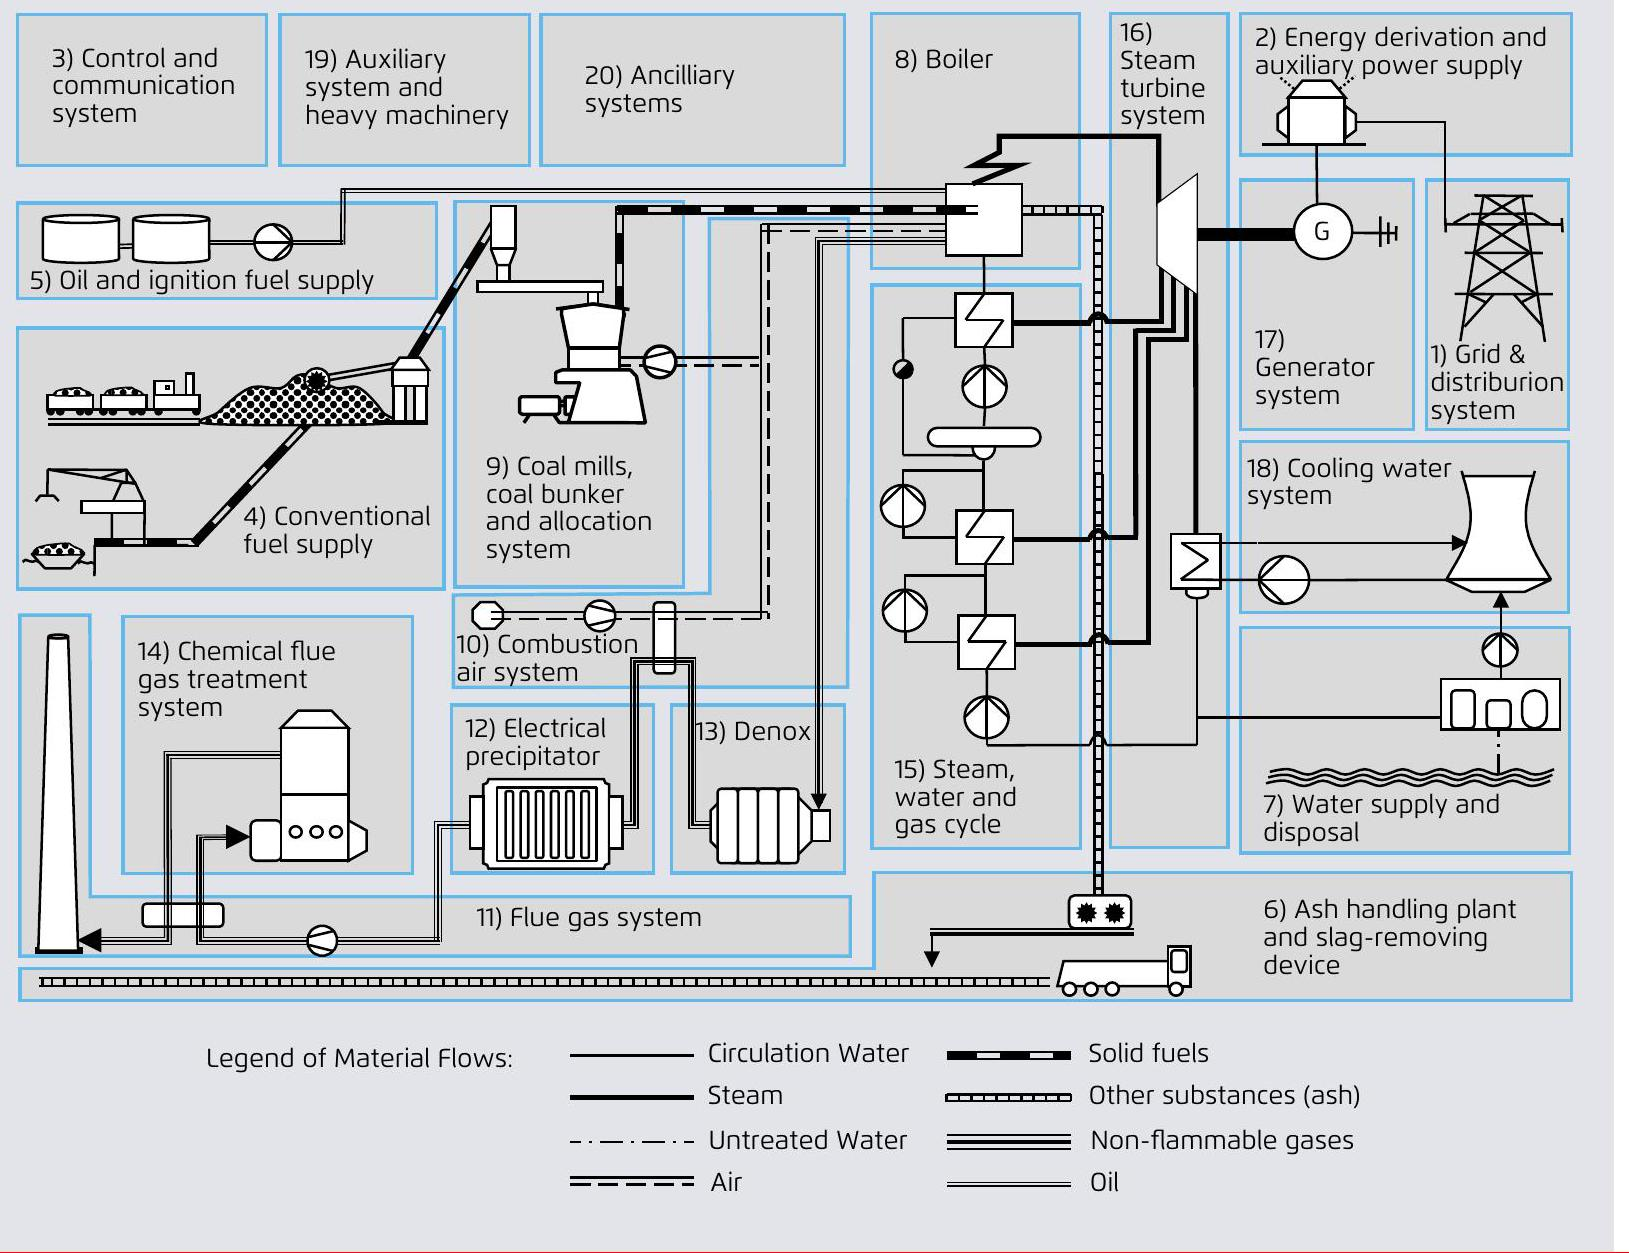 3) Control and
communication
system
19) Auxiliary
system and
heavy machinery
20) Ancilliary
systems
8) Boiler
16)
Steam
turbine
system
2) Energy derivation and
auxiliary power supply
5) Oil and ignition fuel supply
G
17)
Generator
system
1) Grid &
distriburion
system
9) Coal mills,
coal bunker
and allocation
system
4) Conventional
fuel supply
18) Cooling water
system
10) Combustion
air system
14) Chemical flue
gas treatment
system
12) Electrical
precipitator
13) Denox
15) Steam,
water and
gas cycle
7) Water supply and
disposal
11) Flue gas system
6) Ash handling plant
and slag-removing
device
Legend of Material Flows:
Circulation Water
Steam
Untreated Water
Air
Solid fuels
Other substances (ash)
Non-flammable gases
Oil